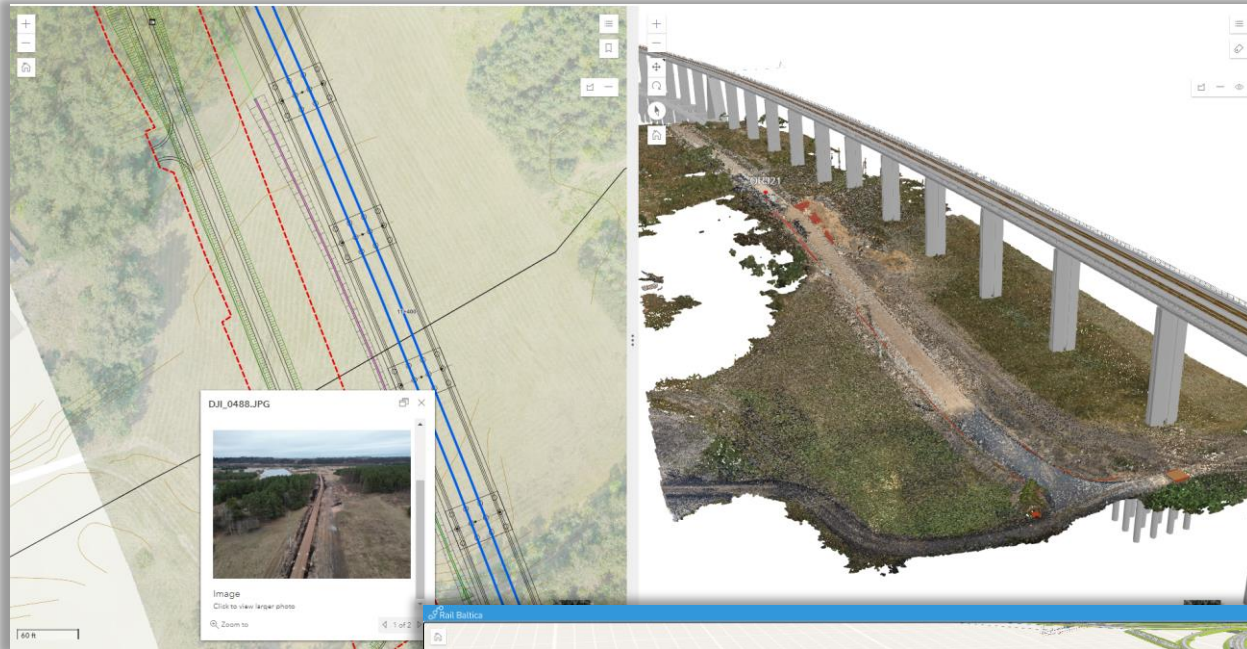 DJI_0488.JPG
Image
Click to view larger photo
Zoom to
1 of 2
60 ft
Rail Baltica